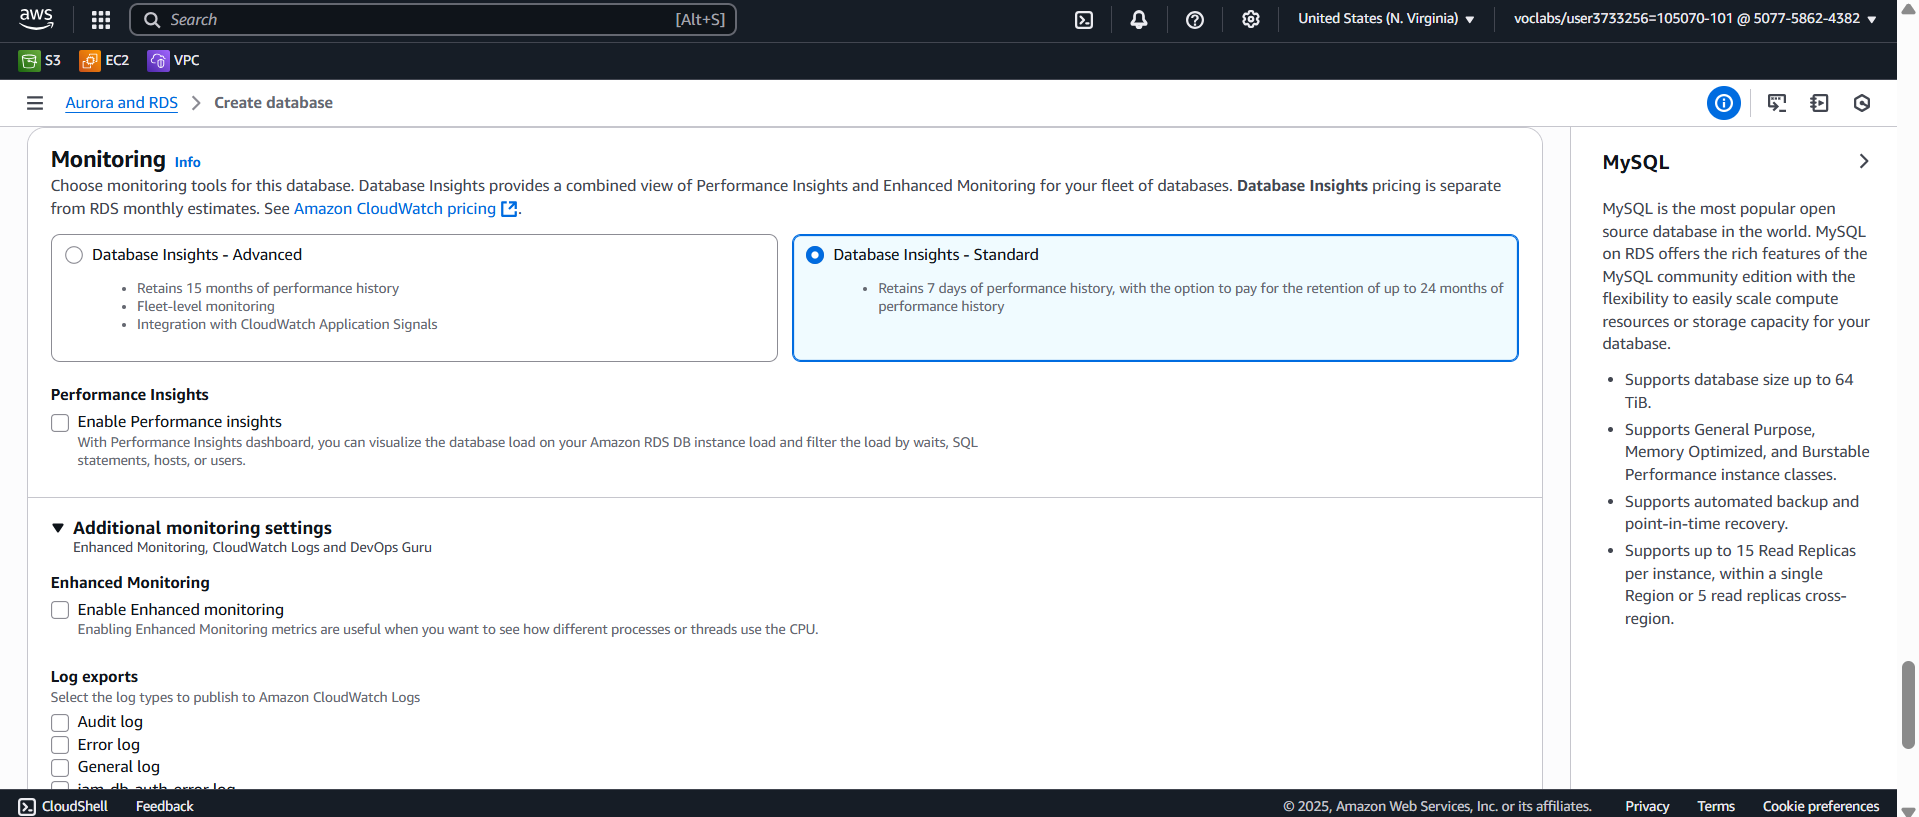 aws
Search [Alt+S]
United States (N. Virginia)
voclabs/user3733256=105070-101 @ 5077-5862-4382
S3
EC2
VPC
Aurora and RDS
Create database
Monitoring Info
Choose monitoring tools for this database. Database Insights provides a combined view of Performance Insights and Enhanced Monitoring for your fleet of databases. Database Insights pricing is separate
from RDS monthly estimates. See Amazon CloudWatch pricing.
Database Insights - Advanced
• Retains 15 months of performance history
• Fleet-level monitoring
• Integration with CloudWatch Application Signals
Database Insights - Standard
• Retains 7 days of performance history, with the option to pay for the retention of up to 24 months of
performance history
Performance Insights
Enable Performance insights
With Performance Insights dashboard, you can visualize the database load on your Amazon RDS DB instance load and filter the load by waits, SQL
statements, hosts, or users.
Additional monitoring settings
Enhanced Monitoring, CloudWatch Logs and DevOps Guru
Enhanced Monitoring
Enable Enhanced monitoring
Enabling Enhanced Monitoring metrics are useful when you want to see how different processes or threads use the CPU.
Log exports
Select the log types to publish to Amazon CloudWatch Logs
Audit log
Error log
General log
iam-db-auth-error log
MySQL
MySQL is the most popular open
source database in the world. MySQL
on RDS offers the rich features of the
MySQL community edition with the
flexibility to easily scale compute
resources or storage capacity for your
database.
• Supports database size up to 64
TiB.
• Supports General Purpose,
Memory Optimized, and Burstable
Performance instance classes.
• Supports automated backup and
point-in-time recovery.
• Supports up to 15 Read Replicas
per instance, within a single
Region or 5 read replicas cross-
region.
CloudShell
Feedback
© 2025, Amazon Web Services, Inc. or its affiliates.
Privacy
Terms
Cookie preferences